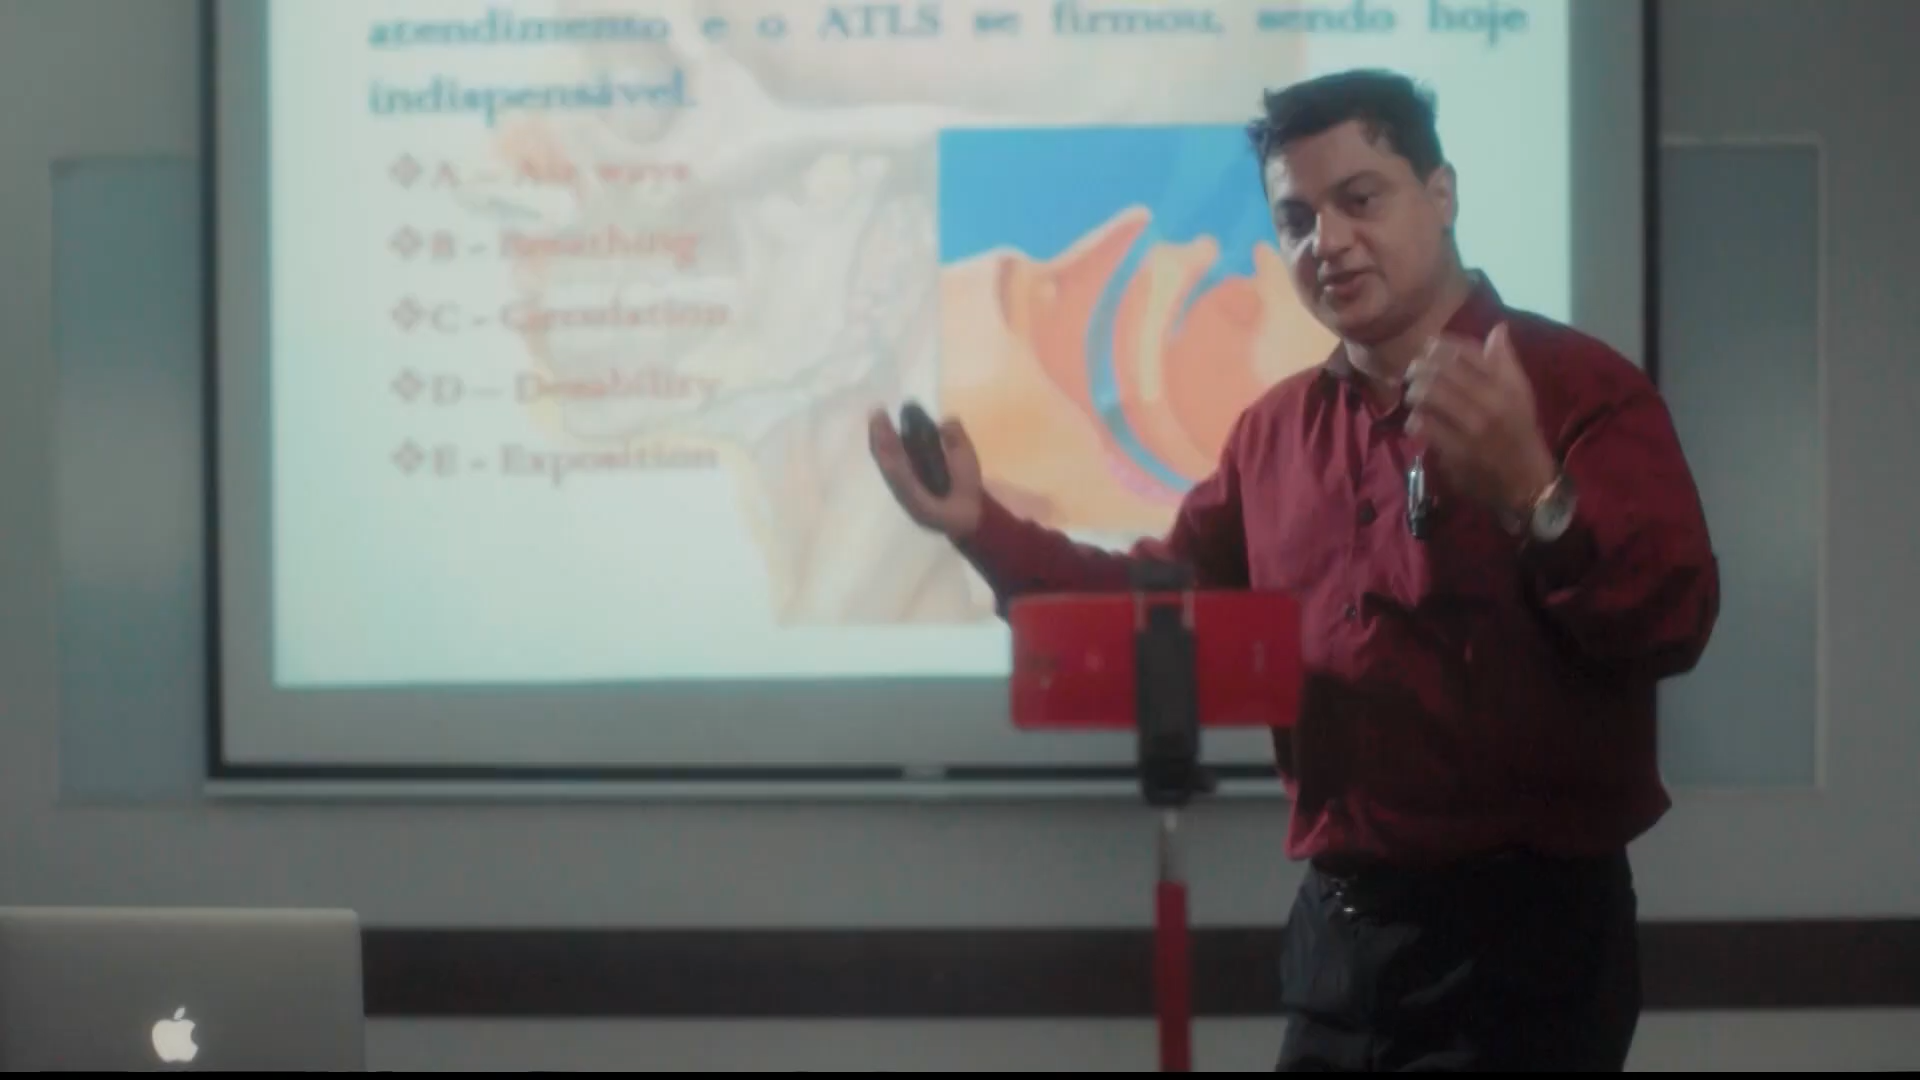 atendimento e o ATLS se firmou, sendo hoje
indispensável.
A – Air ways
B - Breathing
C - Circulation
D – Desability
E - Exposition